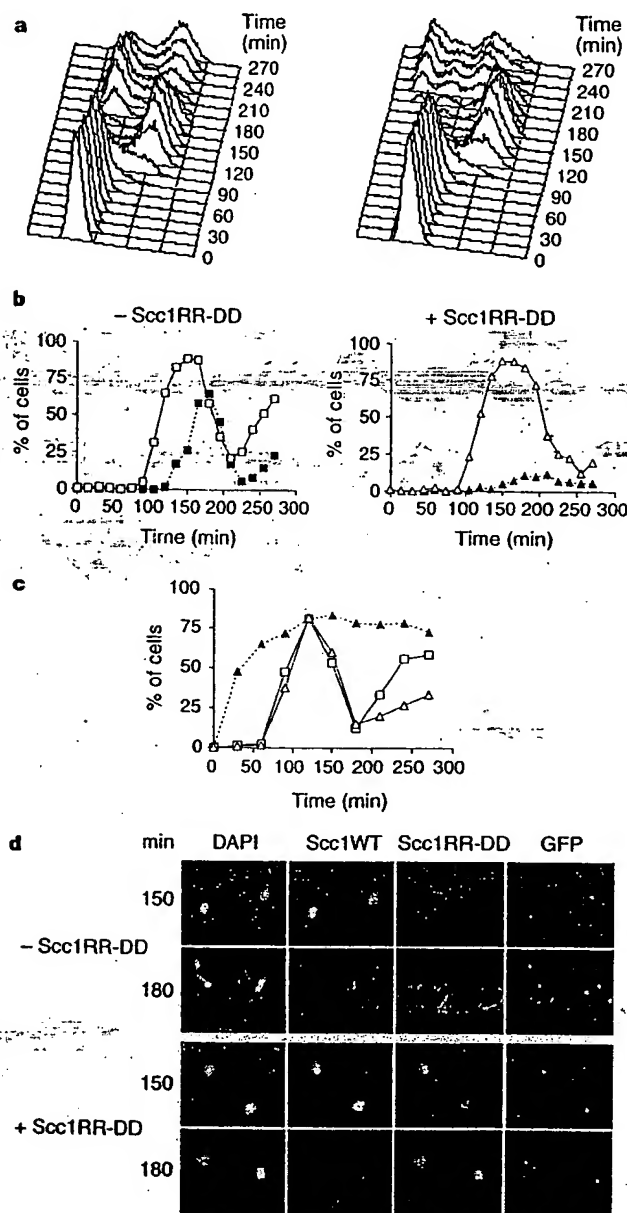 a
Time
(min)
270
240
210
180
150
120
90
60
30
0
Time
(min)
270
240
210
180
150
120
90
60
30
0
b
– Scc1RR-DD
+ Scc1RR-DD
% of cells
100
75
50
25
0
0 50 100 150 200 250 300
Time (min)
% of cells
100
75
50
25
0
0 50 100 150 200 250 300
Time (min)
c
% of cells
100
75
50
25
0
0 50 100 150 200 250 300
Time (min)
d
min DAPI Scc1WT Scc1RR-DD GFP
– Scc1RR-DD
150
180
+ Scc1RR-DD
150
180